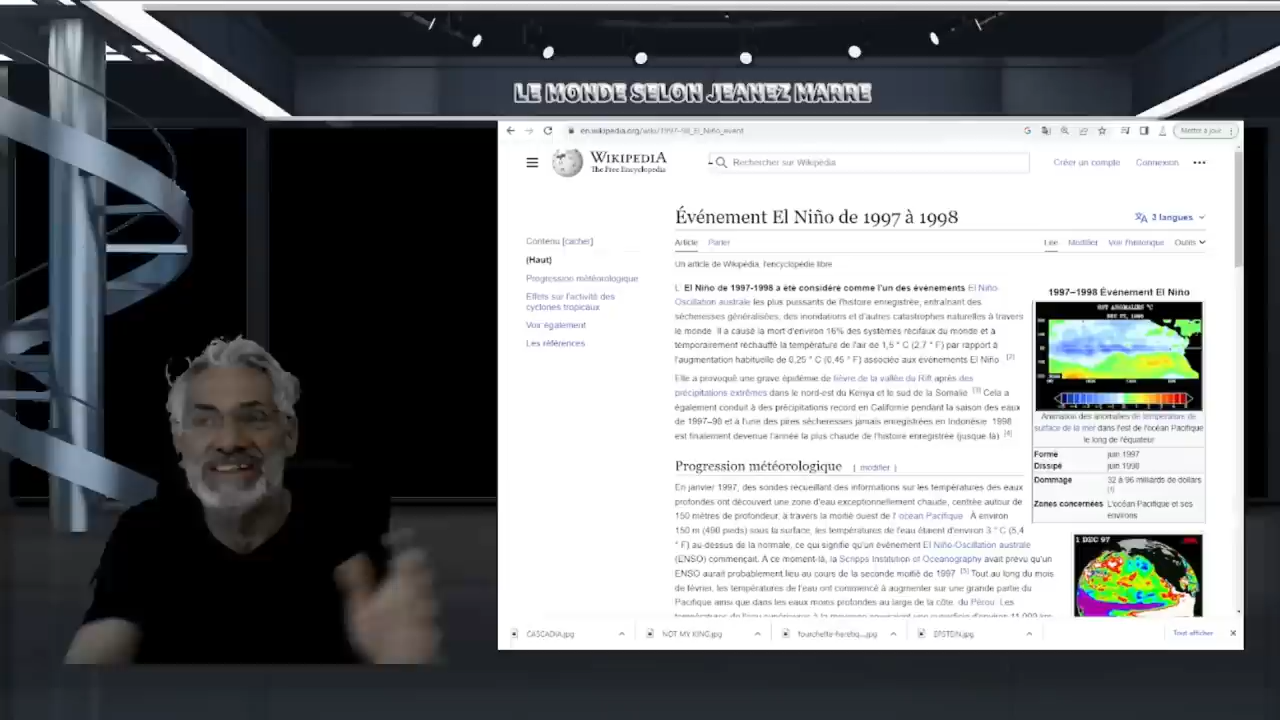 LE MONDE SELON JEANEZ MARRE
en.wikipedia.org/wiki/1997–98_El_Niño_event
Mettre à jour
WIKIPEDIA
The Free Encyclopedia
Rechercher sur Wikipédia
Créer un compte
Connexion
Événement El Niño de 1997 à 1998
3 langues
Contenu [cacher]
(Haut)
Progression météorologique
Effets sur l'activité des
cyclones tropicaux
Voir également
Les références
Article
Parler
Lire
Modifier
Voir l'historique
Outils
Un article de Wikipédia, l'encyclopédie libre
L' El Niño de 1997-1998 a été considéré comme l'un des événements El Niño-
Oscillation australe les plus puissants de l'histoire enregistrée, entraînant des
sécheresses généralisées, des inondations et d'autres catastrophes naturelles à travers
le monde. Il a causé la mort d'environ 16% des systèmes récifaux du monde et a
temporairement réchauffé la température de l'air de 1,5 ° C (2,7 ° F) par rapport à
l'augmentation habituelle de 0,25 ° C (0,45 ° F) associée aux événements El Niño. [2]
Elle a provoqué une grave épidémie de fièvre de la vallée du Rift après des
précipitations extrêmes dans le nord-est du Kenya et le sud de la Somalie. [3] Cela a
également conduit à des précipitations record en Californie pendant la saison des eaux
de 1997–98 et à l'une des pires sécheresses jamais enregistrées en Indonésie. 1998
est finalement devenue l'année la plus chaude de l'histoire enregistrée (jusque là). [4]
Progression météorologique [ modifier ]
En janvier 1997, des sondes recueillant des informations sur les températures des eaux
profondes ont découvert une zone d'eau exceptionnellement chaude, centrée autour de
150 mètres de profondeur, à travers la moitié ouest de l' océan Pacifique . À environ
150 m (490 pieds) sous la surface, les températures de l'eau étaient d'environ 3 ° C (5,4
° F) au-dessus de la normale, ce qui signifie qu'un événement El Niño-Oscillation australe
(ENSO) commençait. À ce moment-là, la Scripps Institution of Oceanography avait prévu qu'un
ENSO aurait probablement lieu au cours de la seconde moitié de 1997. [5] Tout au long du mois
de février, les températures de l'eau ont commencé à augmenter sur une grande partie du
Pacifique ainsi que dans les eaux moins profondes au large de la côte. du Pérou. Les
1997–1998 Événement El Niño
SST ANOMALIES °C
Animation des anomalies de température de
surface de la mer dans l'est de l'océan Pacifique
le long de l'équateur
Formé juin 1997
Dissipé juin 1998
Dommage 32 à 96 milliards de dollars
[1]
Zones concernées L'océan Pacifique et ses
environs
1 DEC 97
CASCADIA.jpg
NOT MY KING.jpg
fourchette-heretiq....jpg
EPSTEIN.jpg
Tout afficher